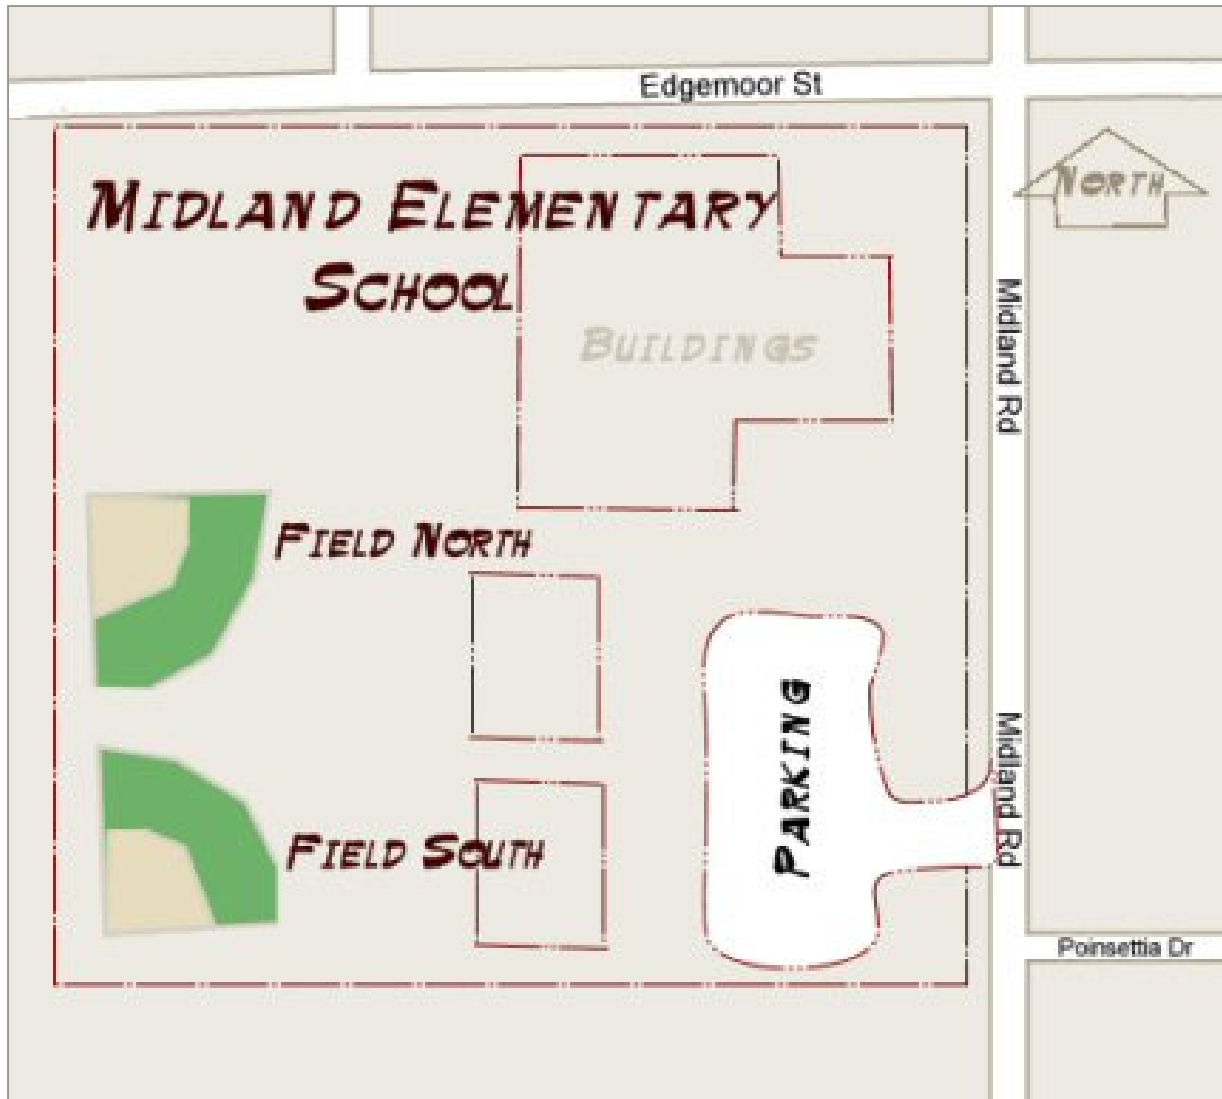 Edgemoor St
MIDLAND ELEMENTARY
SCHOOL
NORTH
BUILDINGS
Midland Rd
FIELD NORTH
PARKING
Midland Rd
FIELD SOUTH
Poinsettia Dr